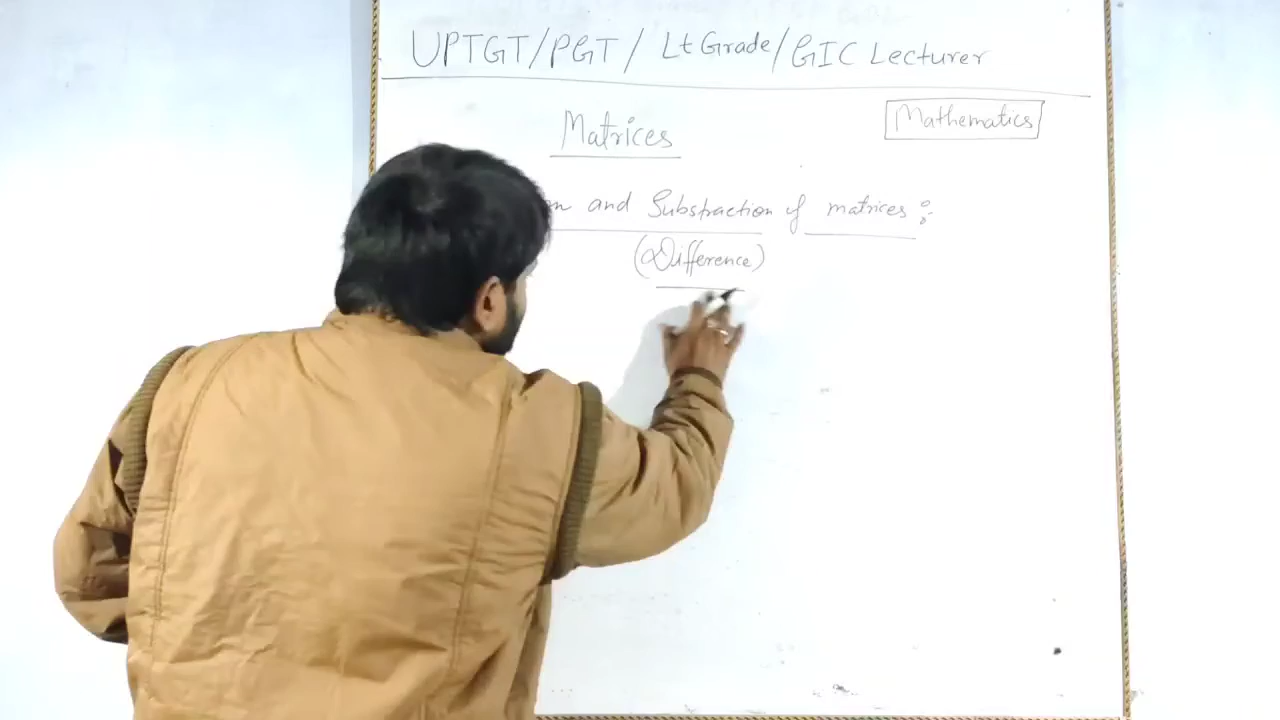 UPTGT/PGT/ Lt Grade/GIC Lecturer
Mathematics
Matrices
and Substraction of matrices :-
(Difference)